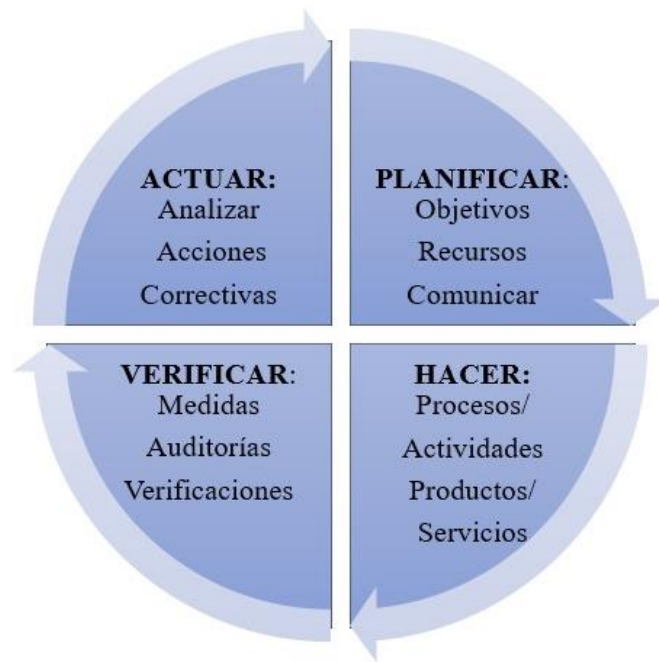 ACTUAR:
Analizar
Acciones
Correctivas
PLANIFICAR:
Objetivos
Recursos
Comunicar
VERIFICAR:
Medidas
Auditorías
Verificaciones
HACER:
Procesos/
Actividades
Productos/
Servicios